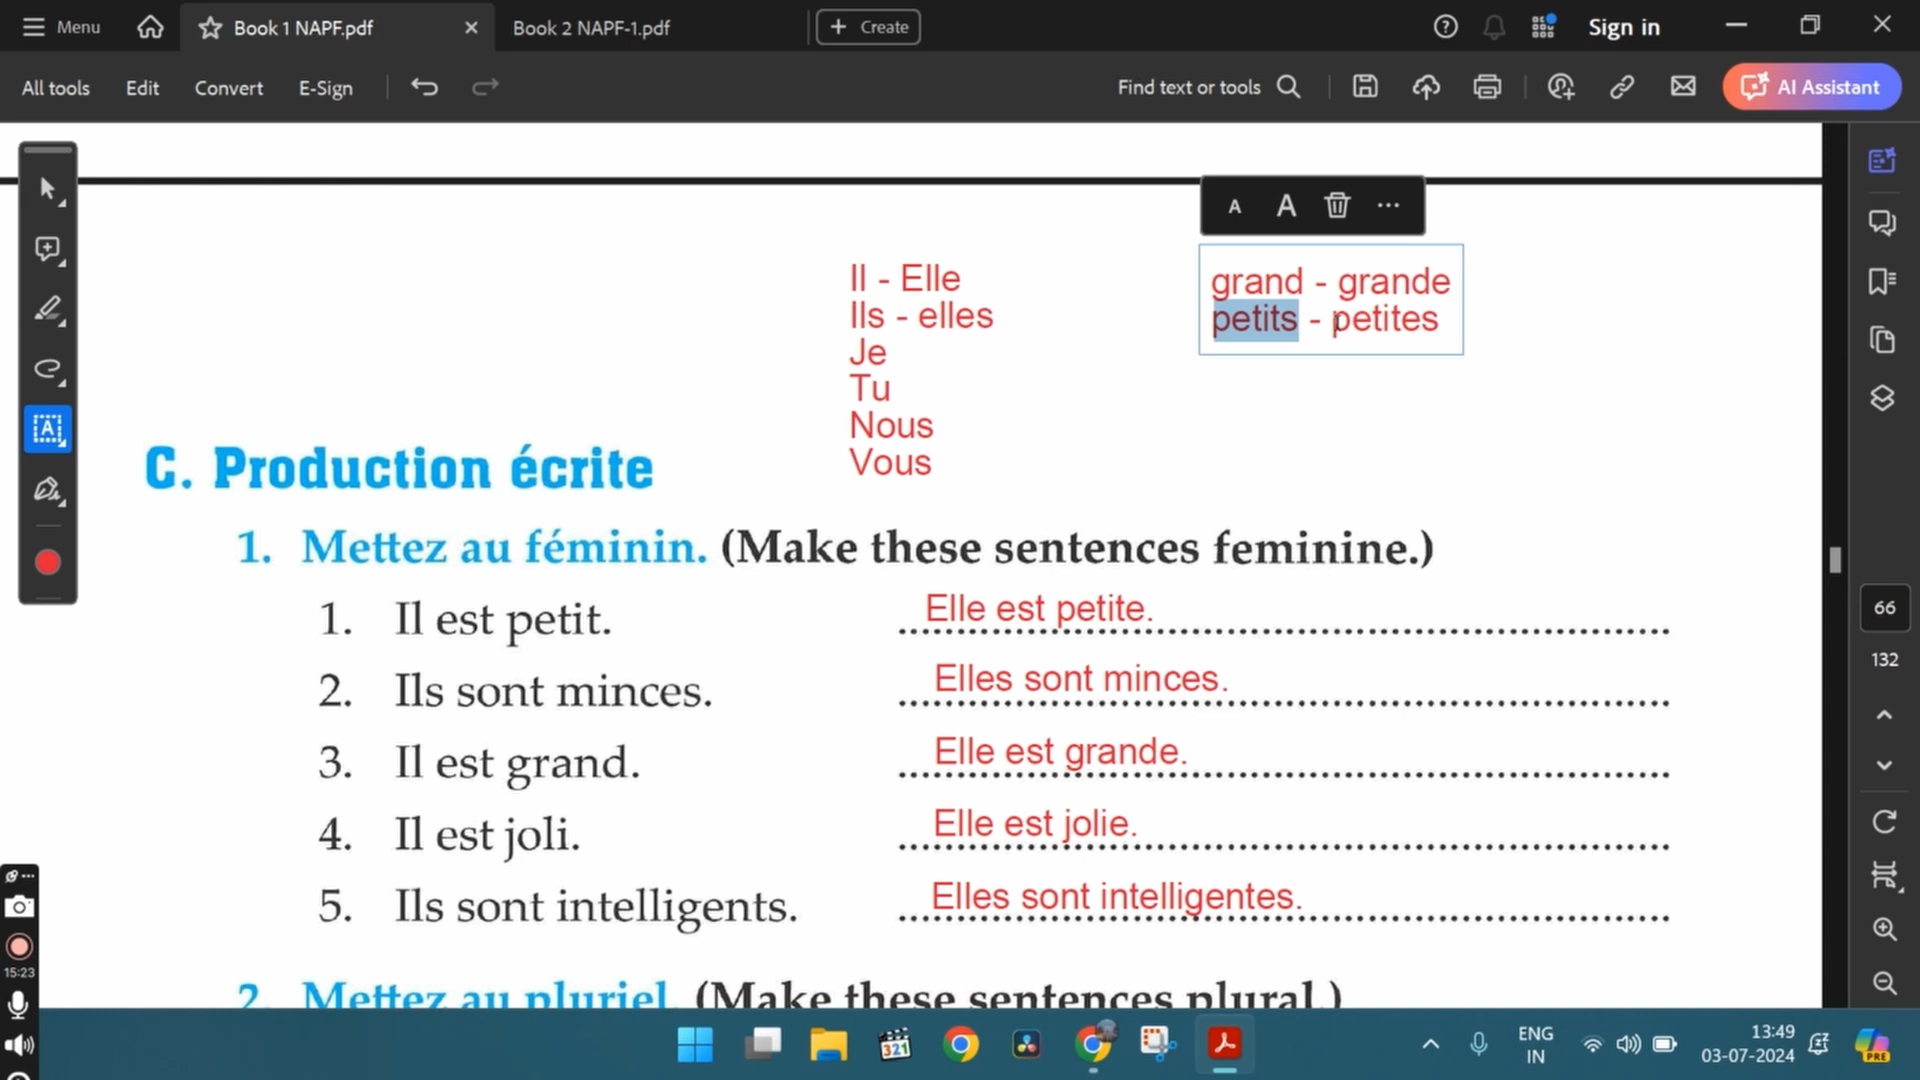 Menu
Book 1 NAPF.pdf
Book 2 NAPF-1.pdf
Create
Sign in
All tools
Edit
Convert
E-Sign
Find text or tools
AI Assistant
A A
Il - Elle
Ils - elles
Je
Tu
Nous
Vous
grand - grande
petits - petites
C. Production écrite
1. Mettez au féminin. (Make these sentences feminine.)
1. Il est petit. Elle est petite.
2. Ils sont minces. Elles sont minces.
3. Il est grand. Elle est grande.
4. Il est joli. Elle est jolie.
5. Ils sont intelligents. Elles sont intelligentes.
2. Mettez au pluriel. (Make these sentences plural.)
66
132
15:23
321
ENG
IN
13:49
03-07-2024
PRE